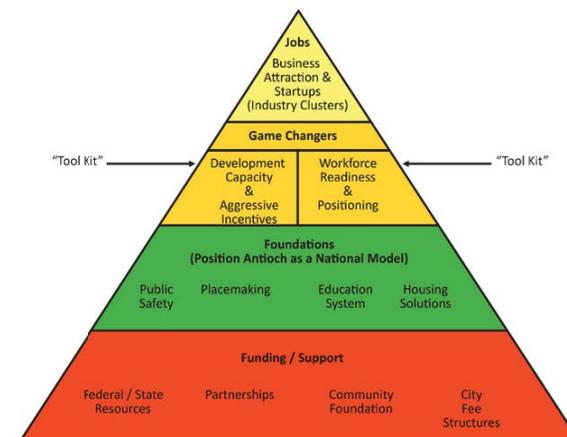 Jobs
Business
Attraction &
Startups
(Industry Clusters)
Game Changers
“Tool Kit”
Development
Capacity
&
Aggressive
Incentives
Workforce
Readiness
&
Positioning
“Tool Kit”
Foundations
(Position Antioch as a National Model)
Public
Safety
Placemaking
Education
System
Housing
Solutions
Funding / Support
Federal / State
Resources
Partnerships
Community
Foundation
City
Fee
Structures